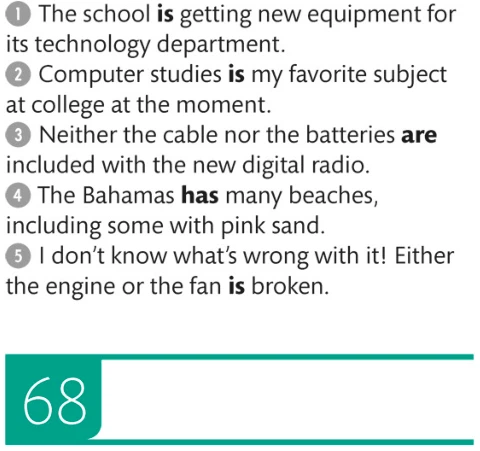 1 The school is getting new equipment for
its technology department.
2 Computer studies is my favorite subject
at college at the moment.
3 Neither the cable nor the batteries are
included with the new digital radio.
4 The Bahamas has many beaches,
including some with pink sand.
5 I don’t know what’s wrong with it! Either
the engine or the fan is broken.
68